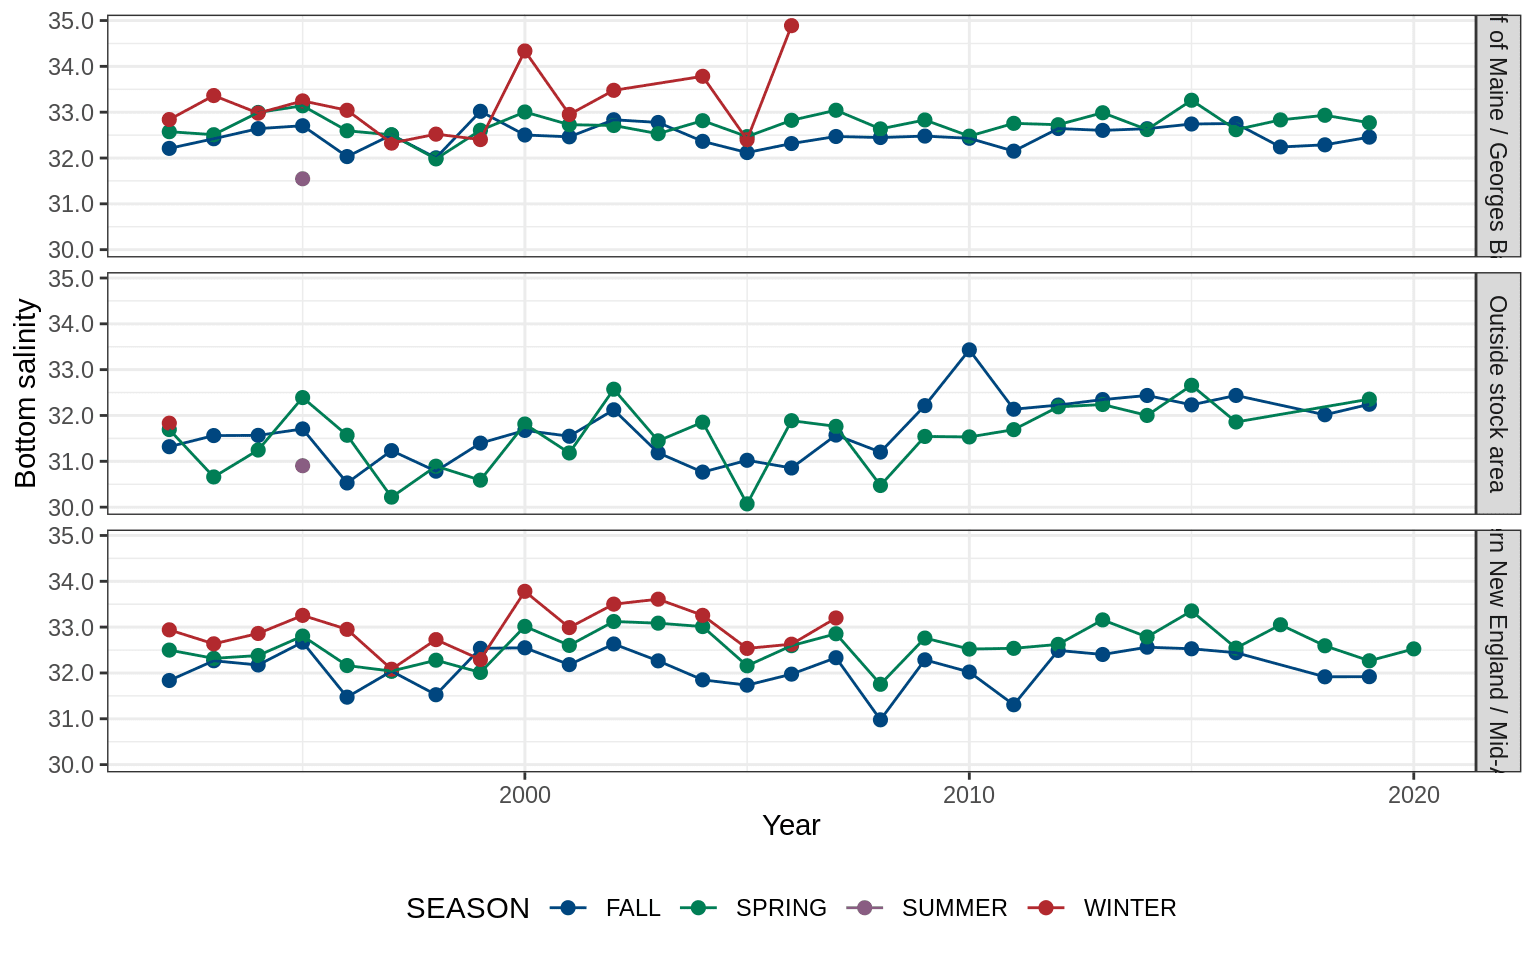 35.0
34.0
33.0
32.0
31.0
30.0
of Maine / Georges
35.0
34.0
33.0
32.0
31.0
30.0
Outside stock area
35.0
34.0
33.0
32.0
31.0
30.0
New England /
Bottom salinity
2000 2010 2020
Year
SEASON FALL SPRING SUMMER WINTER